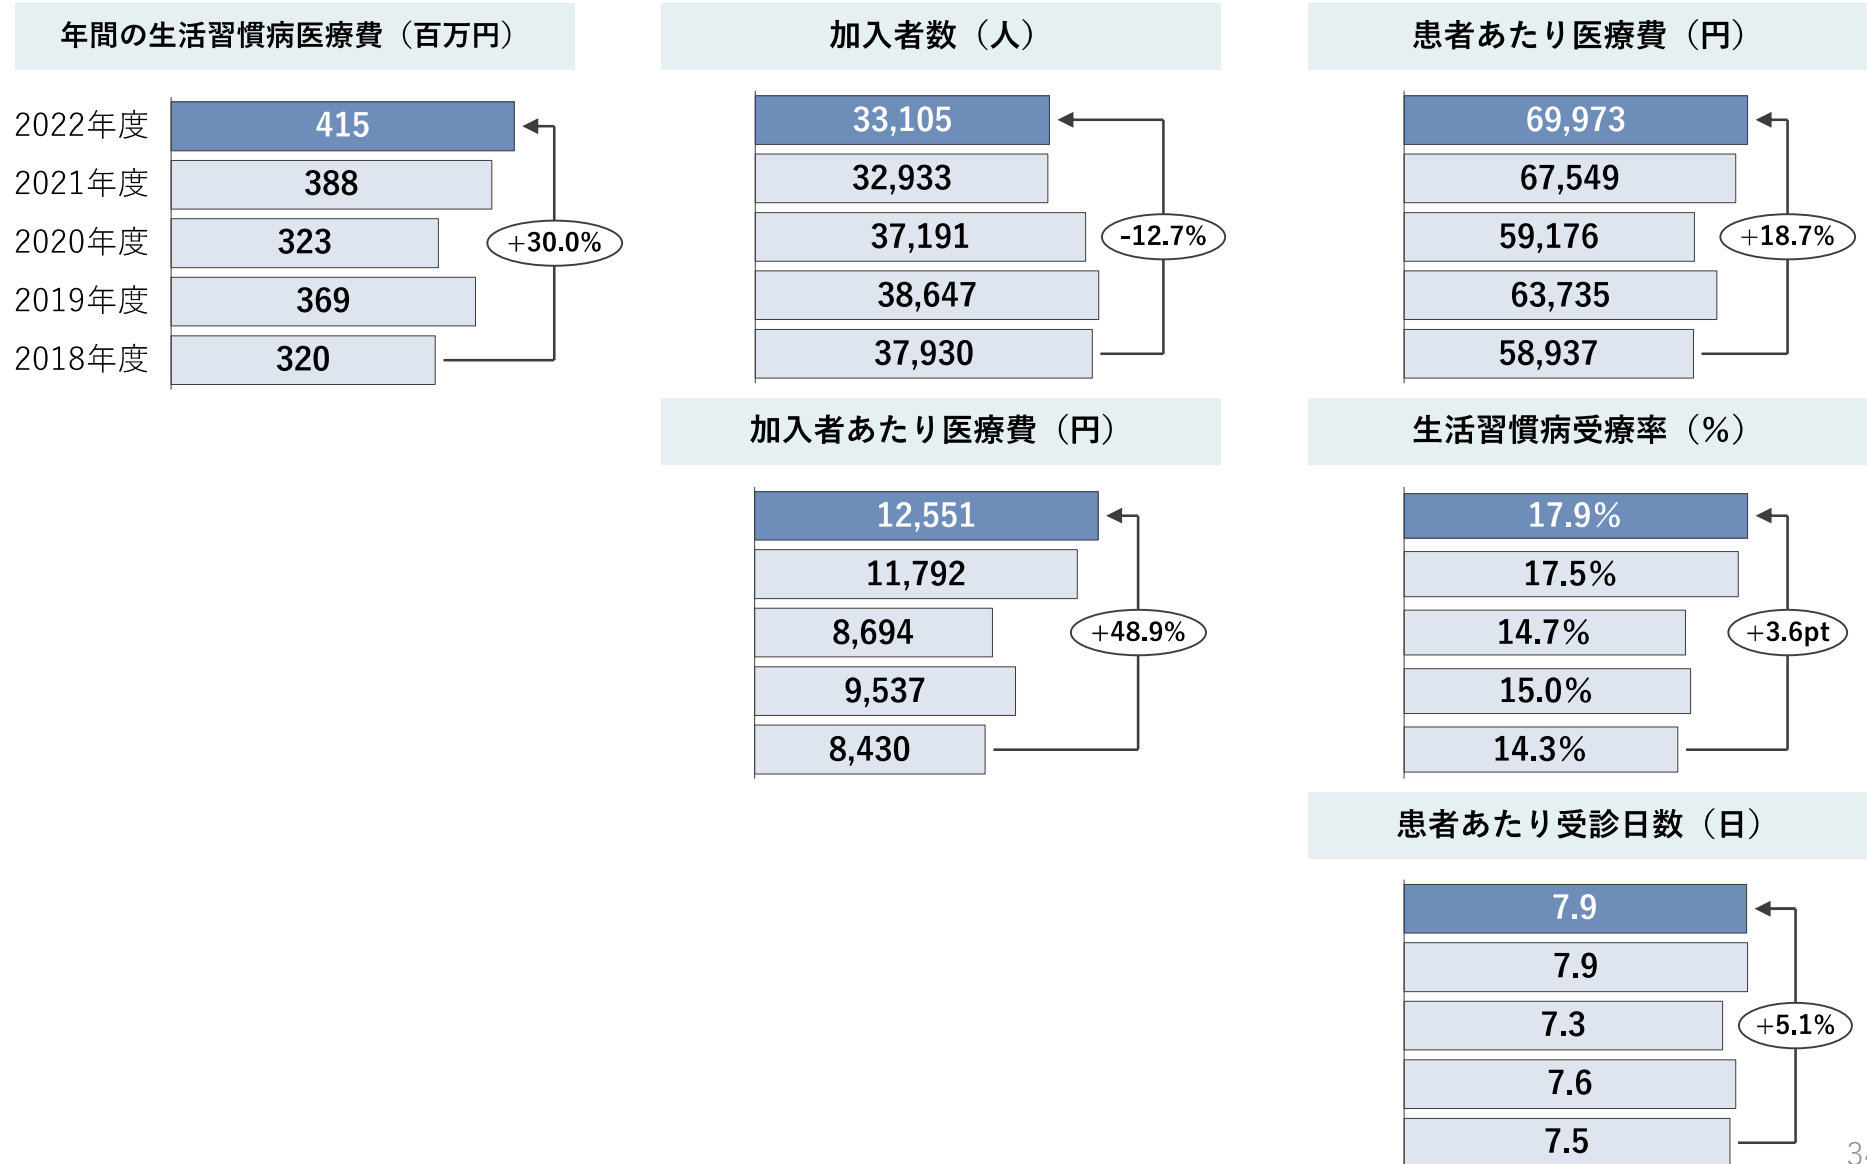 年間の生活習慣病医療費（百万円）
2022年度 415
2021年度 388
2020年度 323
2019年度 369
2018年度 320
+30.0%
加入者数（人）
33,105
32,933
37,191
38,647
37,930
-12.7%
患者あたり医療費（円）
69,973
67,549
59,176
63,735
58,937
+18.7%
加入者あたり医療費（円）
12,551
11,792
8,694
9,537
8,430
+48.9%
生活習慣病受療率（%）
17.9%
17.5%
14.7%
15.0%
14.3%
+3.6pt
患者あたり受診日数（日）
7.9
7.9
7.3
7.6
7.5
+5.1%